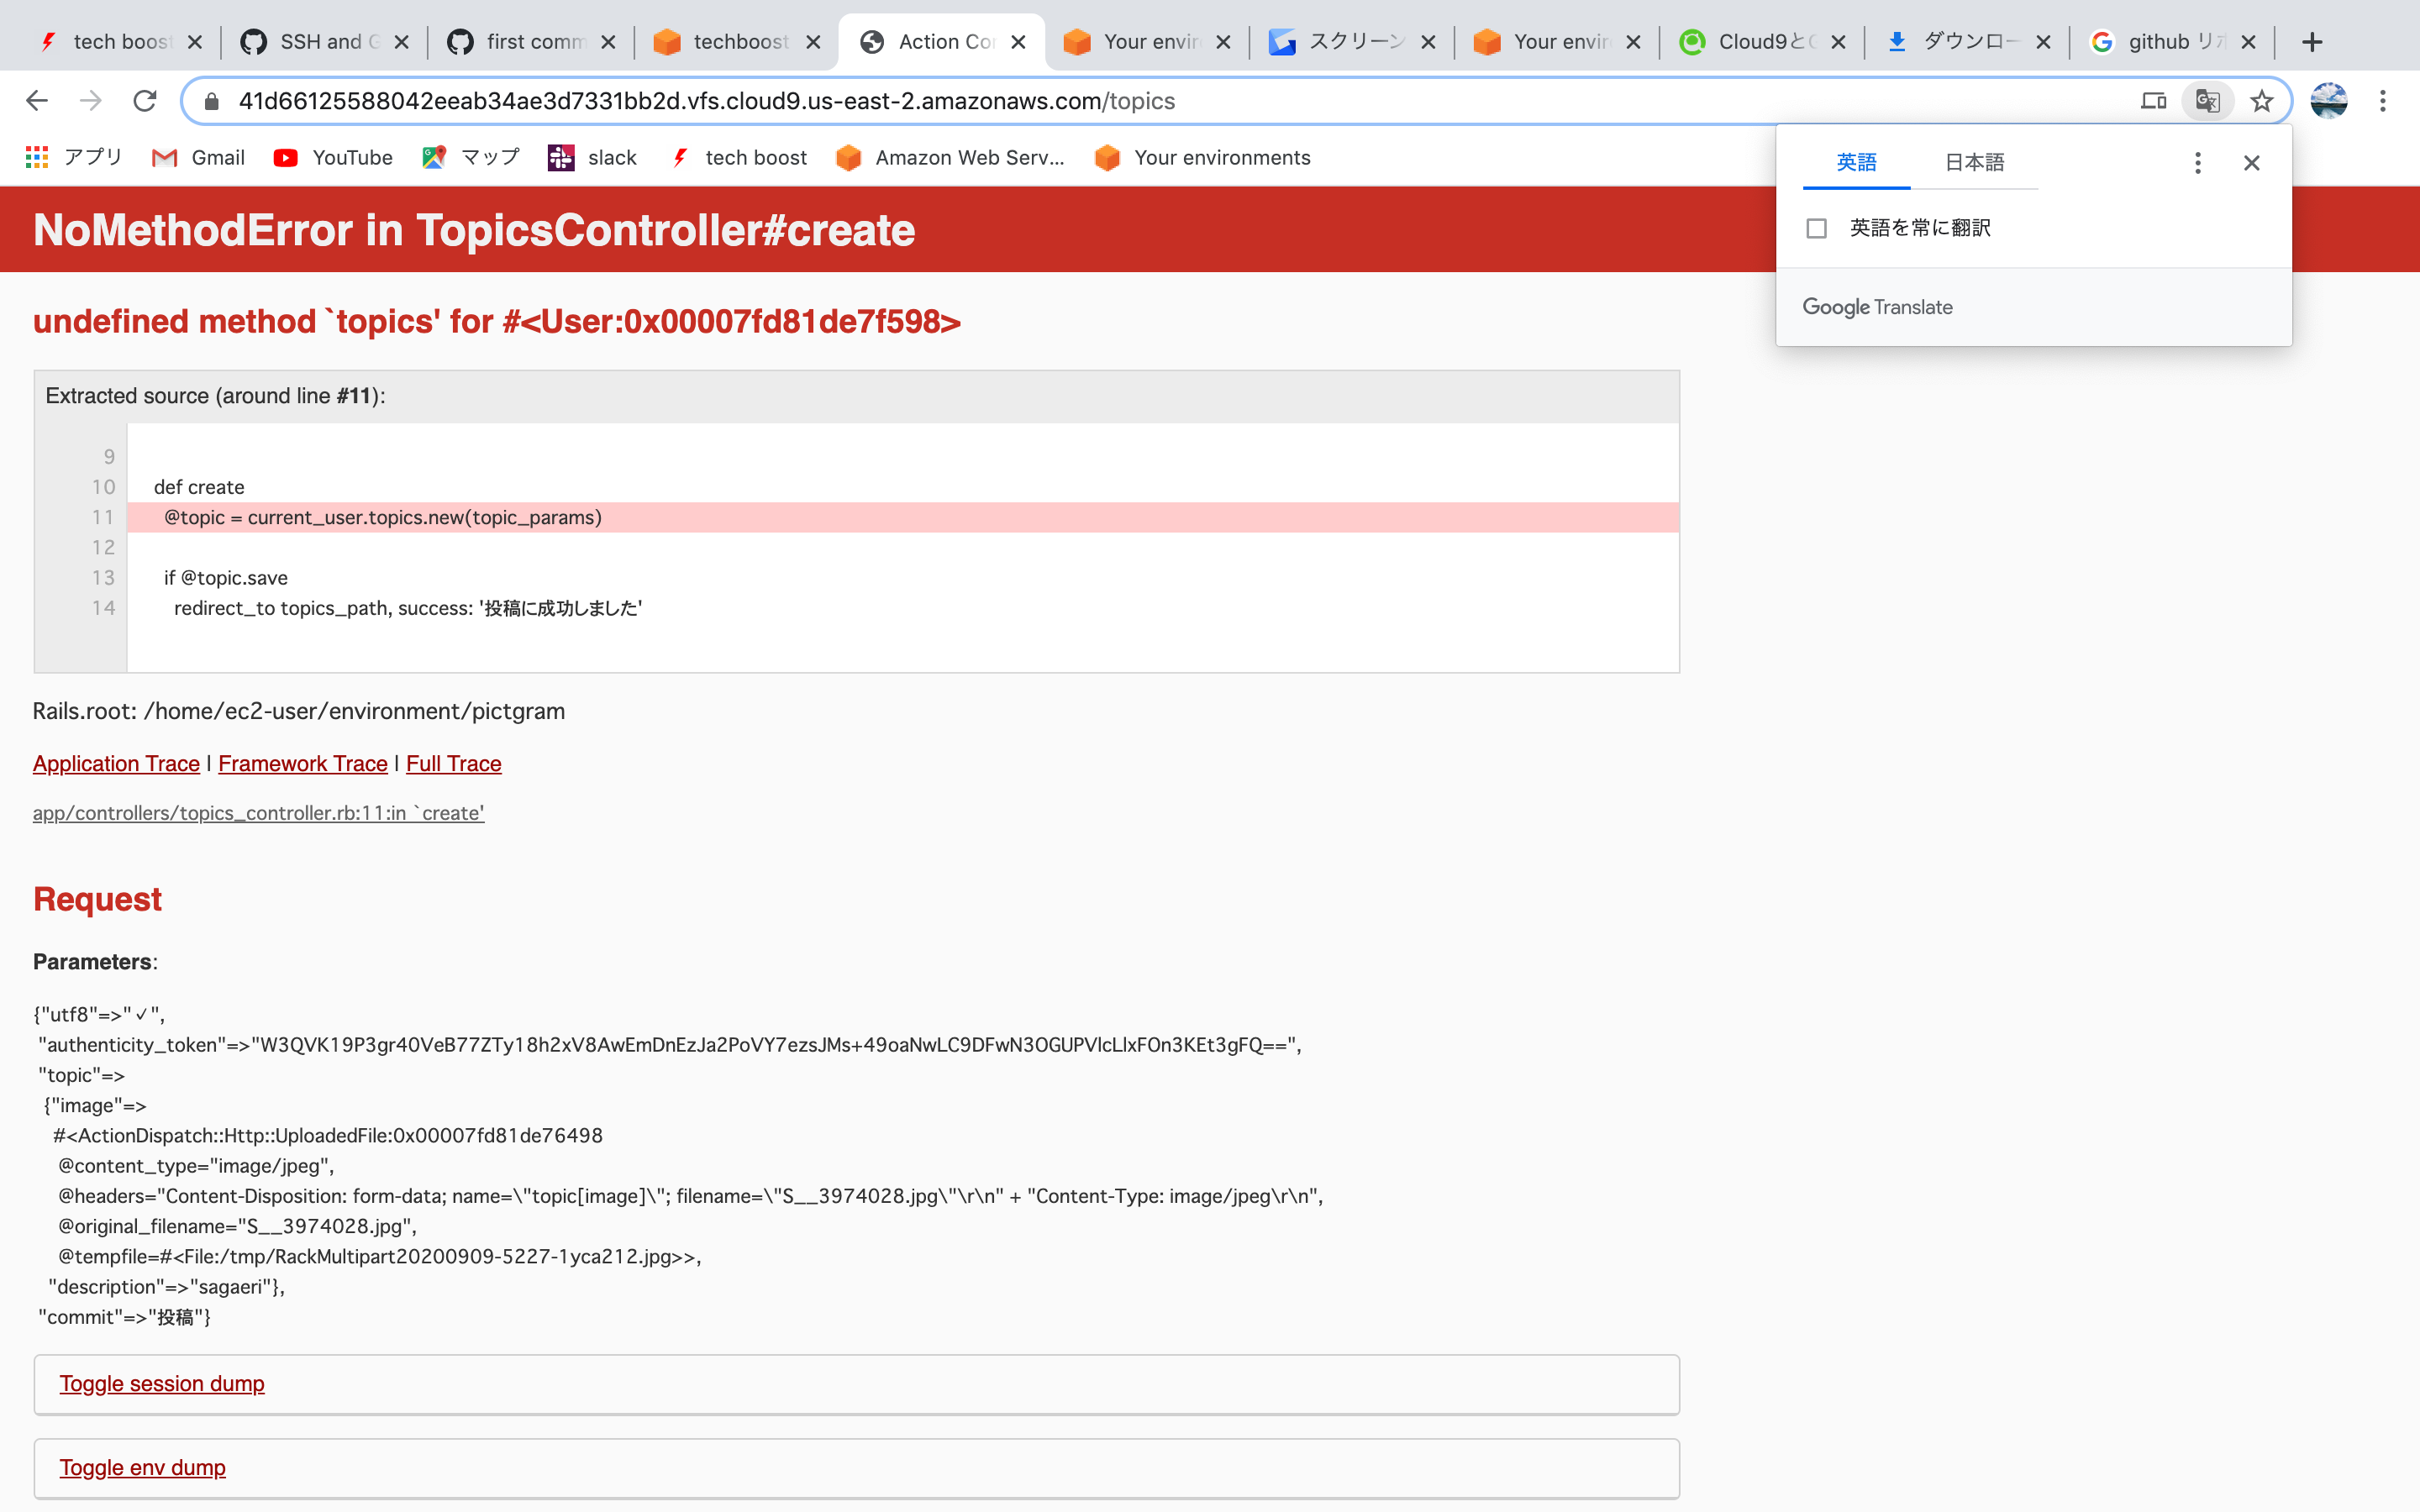 tech boost
SSH and G
first comm
techboost
Action Con
Your envir
スクリーン
Your envir
Cloud9とC
ダウンロー
github リポ
41d66125588042eeab34ae3d7331bb2d.vfs.cloud9.us-east-2.amazonaws.com/topics
アプリ
Gmail
YouTube
マップ
slack
tech boost
Amazon Web Serv...
Your environments
英語
日本語
英語を常に翻訳
Google Translate
NoMethodError in TopicsController#create
undefined method `topics' for #<User:0x00007fd81de7f598>
Extracted source (around line #11):
9
10 def create
11 @topic = current_user.topics.new(topic_params)
12
13 if @topic.save
14 redirect_to topics_path, success: '投稿に成功しました'
Rails.root: /home/ec2-user/environment/pictgram
Application Trace | Framework Trace | Full Trace
app/controllers/topics_controller.rb:11:in `create'
Request
Parameters:
{"utf8"=>"✓",
"authenticity_token"=>"W3QVK19P3gr40VeB77ZTy18h2xV8AwEmDnEzJa2PoVY7ezsJMs+49oaNwLC9DFwN3OGUPVlcLlxFOn3KEt3gFQ==",
"topic"=>
{"image"=>
#<ActionDispatch::Http::UploadedFile:0x00007fd81de76498
@content_type="image/jpeg",
@headers="Content-Disposition: form-data; name=\"topic[image]\"; filename=\"S__3974028.jpg\"\r\n" + "Content-Type: image/jpeg\r\n",
@original_filename="S__3974028.jpg",
@tempfile=#<File:/tmp/RackMultipart20200909-5227-1yca212.jpg>>,
"description"=>"sagaeri"},
"commit"=>"投稿"}
Toggle session dump
Toggle env dump